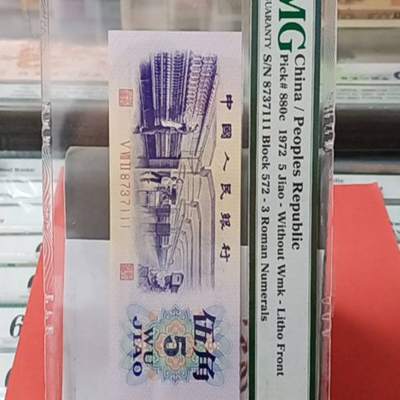 MG
China / Peoples Republic
Pick# 880c 1972 5 Jiao - Without Wmk - Litho Front
S/N 8737111 Block 572 - 3 Roman Numerals
GUARANTY
中國人民銀行
8737111
伍角
5
WU
JIAO